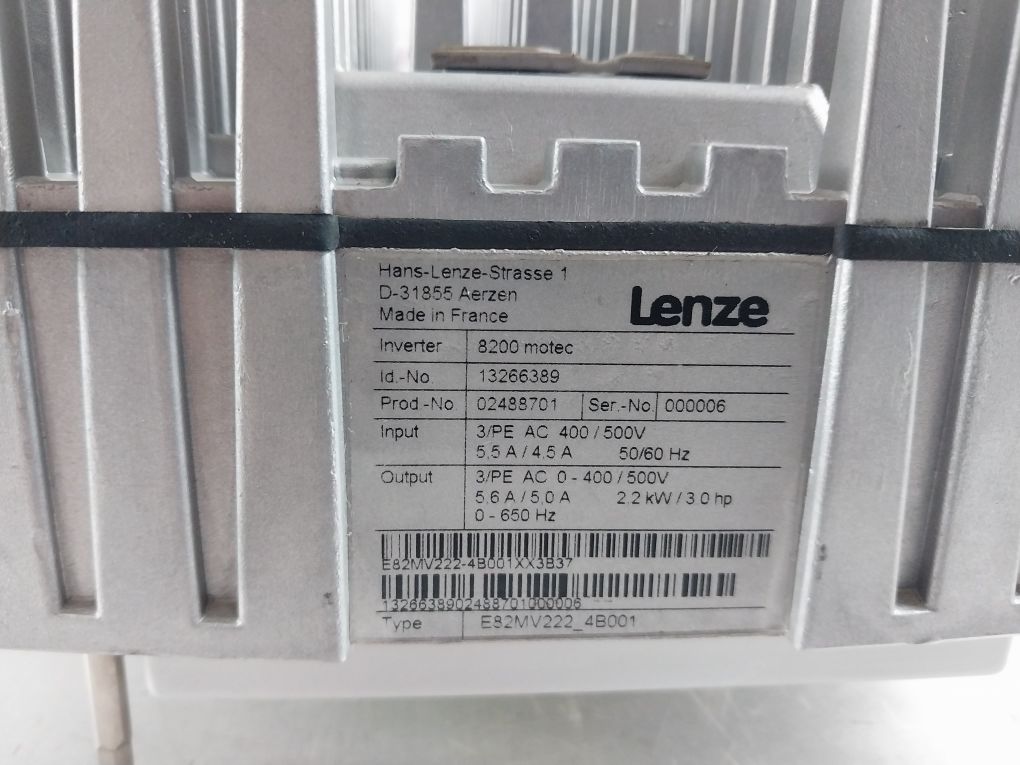 Hans-Lenze-Strasse 1
D-31855 Aerzen
Made in France
Lenze
Inverter 8200 motec
Id.-No. 13266389
Prod.-No 02488701 Ser.-No. 000006
Input 3/PE AC 400 / 500V
5,5 A / 4,5 A 50/60 Hz
Output 3/PE AC 0 - 400 / 500V
5,6 A / 5,0 A 2.2 kW / 3.0 hp
0 - 650 Hz
E82MV222-4B001XX3B37
1326638902488701000006
Type E82MV222_4B001